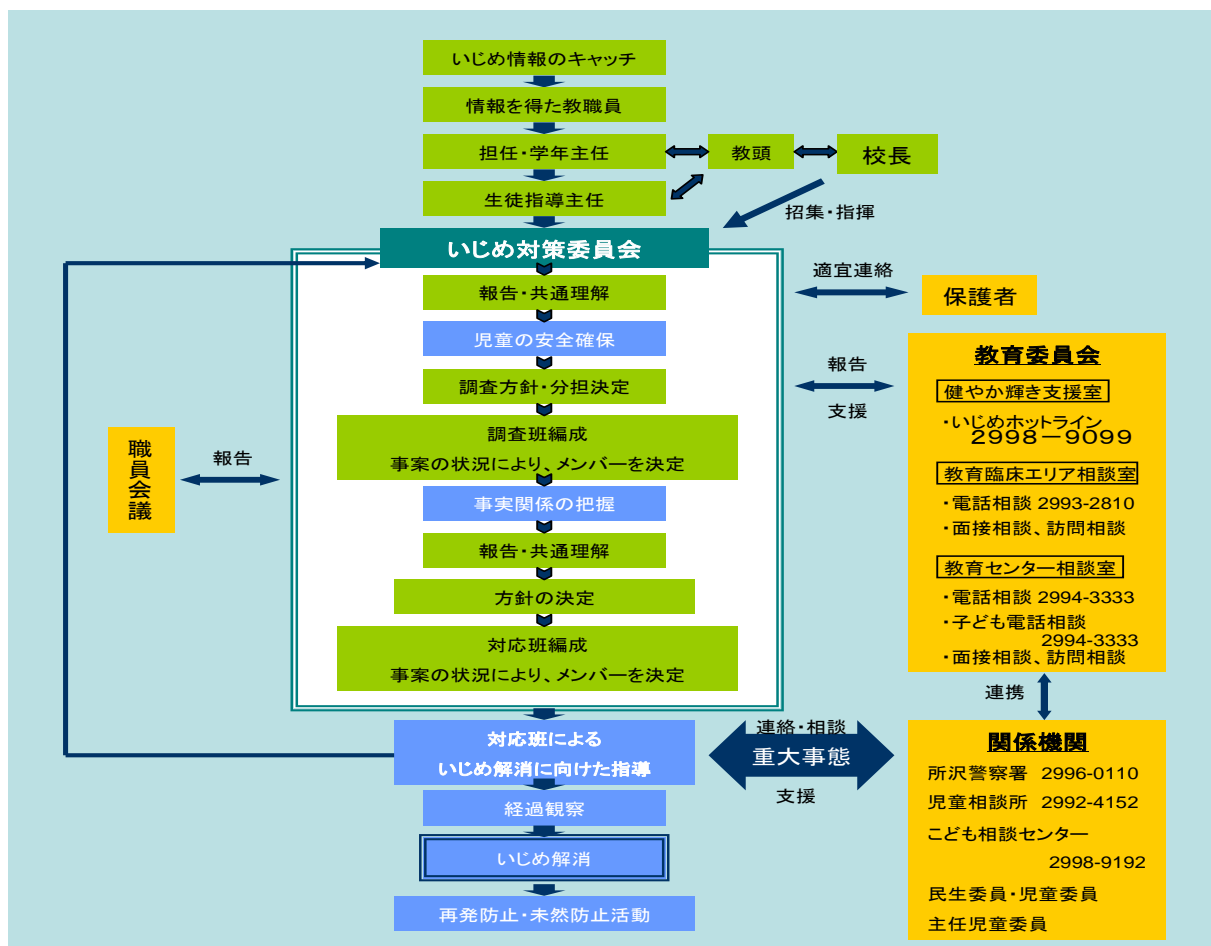 いじめ情報のキャッチ
情報を得た教職員
担任・学年主任
教頭
校長
生徒指導主任
招集・指揮
いじめ対策委員会
報告・共通理解
児童の安全確保
調査方針・分担決定
調査班編成
事案の状況により、メンバーを決定
事実関係の把握
報告・共通理解
方針の決定
対応班編成
事案の状況により、メンバーを決定
職員会議
報告
適宜連絡
保護者
報告
支援
教育委員会
健やか輝き支援室
・いじめホットライン
2998－9099
教育臨床エリア相談室
・電話相談 2993-2810
・面接相談、訪問相談
教育センター相談室
・電話相談 2994-3333
・子ども電話相談
2994-3333
・面接相談、訪問相談
連携
対応班による
いじめ解消に向けた指導
連絡・相談
重大事態
支援
関係機関
所沢警察署 2996-0110
児童相談所 2992-4152
こども相談センター
2998-9192
民生委員・児童委員
主任児童委員
経過観察
いじめ解消
再発防止・未然防止活動